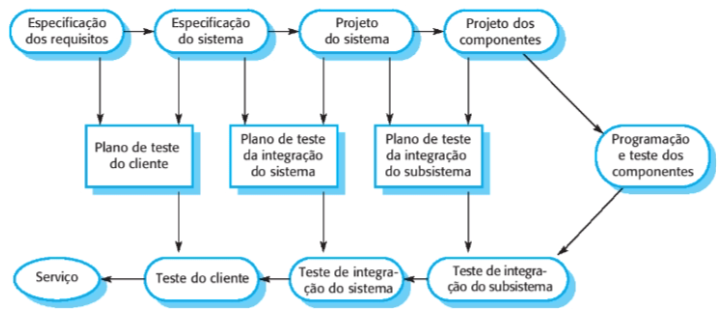 Especificação
dos requisitos
Especificação
do sistema
Projeto
do sistema
Projeto dos
componentes
Plano de teste
do cliente
Plano de teste
da integração
do sistema
Plano de teste
da integração
do subsistema
Programação
e teste dos
componentes
Serviço
Teste do cliente
Teste de integra-
ção do sistema
Teste de integra-
ção do subsistema